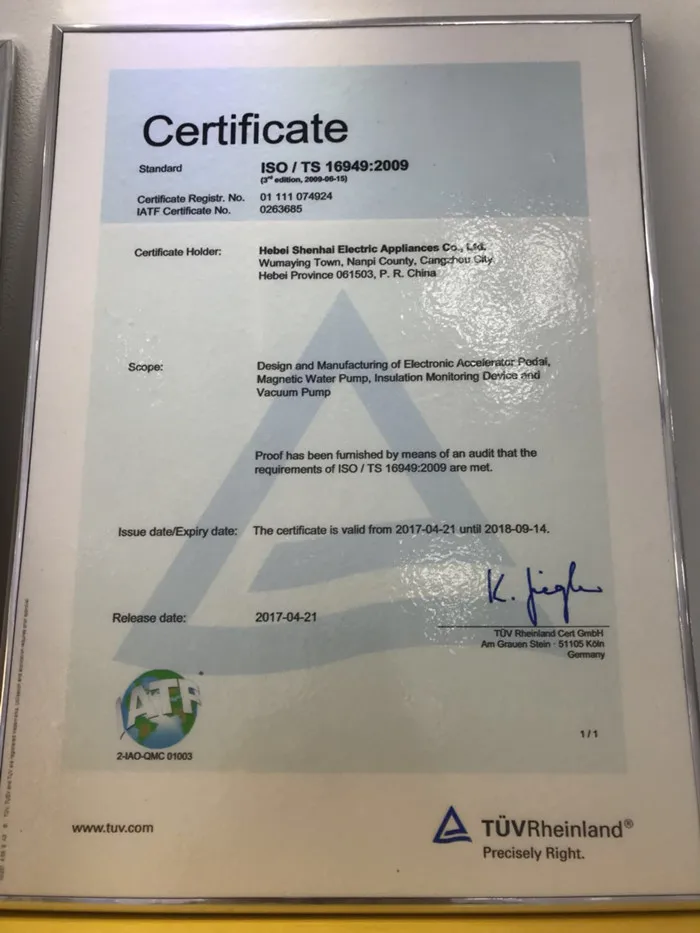 Certificate
Standard ISO / TS 16949:2009
(3rd edition, 2009-06-15)
Certificate Registr. No. 01 111 074924
IATF Certificate No. 0263685
Certificate Holder: Hebei Shenhai Electric Appliances Co., Ltd.
Wumaying Town, Nanpi County, Cangzhou City
Hebei Province 061503, P. R. China
Scope: Design and Manufacturing of Electronic Accelerator Pedal,
Magnetic Water Pump, Insulation Monitoring Device and
Vacuum Pump
Proof has been furnished by means of an audit that the
requirements of ISO / TS 16949:2009 are met.
Issue date/Expiry date: The certificate is valid from 2017-04-21 until 2018-09-14.
Release date: 2017-04-21
TÜV Rheinland Cert GmbH
Am Grauen Stein · 51105 Köln
Germany
IATF
2-IAO-QMC 01003
1 / 1
www.tuv.com
TÜVRheinland®
Precisely Right.